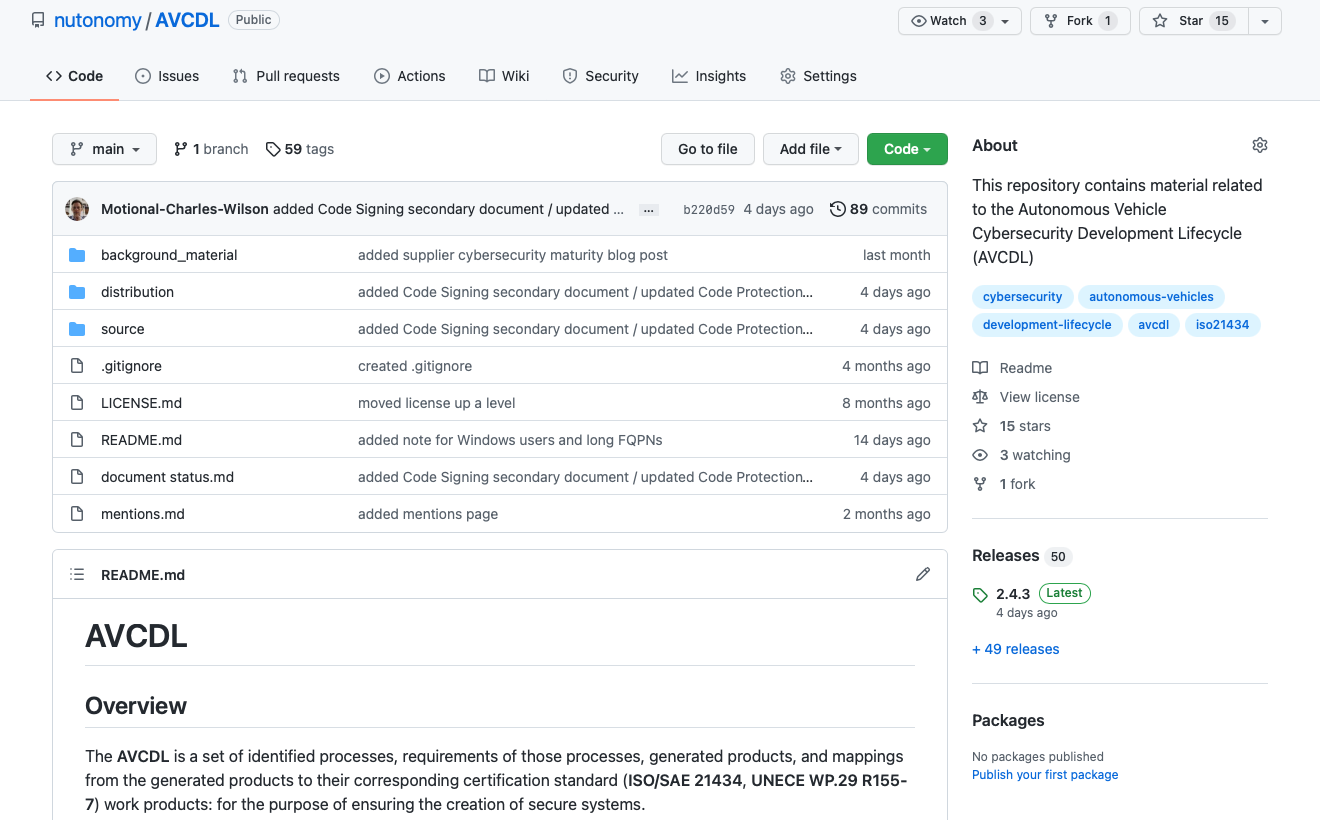 nutonomy / AVCDL Public
Watch 3 Fork 1 Star 15
Code Issues Pull requests Actions Wiki Security Insights Settings
main 1 branch 59 tags Go to file Add file Code
Motional-Charles-Wilson added Code Signing secondary document / updated ... ... b220d59 4 days ago 89 commits
background_material added supplier cybersecurity maturity blog post last month
distribution added Code Signing secondary document / updated Code Protection... 4 days ago
source added Code Signing secondary document / updated Code Protection... 4 days ago
.gitignore created .gitignore 4 months ago
LICENSE.md moved license up a level 8 months ago
README.md added note for Windows users and long FQPNs 14 days ago
document status.md added Code Signing secondary document / updated Code Protection... 4 days ago
mentions.md added mentions page 2 months ago
README.md
AVCDL
Overview
The AVCDL is a set of identified processes, requirements of those processes, generated products, and mappings
from the generated products to their corresponding certification standard (ISO/SAE 21434, UNECE WP.29 R155-
7) work products: for the purpose of ensuring the creation of secure systems.
About
This repository contains material related
to the Autonomous Vehicle
Cybersecurity Development Lifecycle
(AVCDL)
cybersecurity autonomous-vehicles
development-lifecycle avcdl iso21434
Readme
View license
15 stars
3 watching
1 fork
Releases 50
2.4.3 Latest
4 days ago
+ 49 releases
Packages
No packages published
Publish your first package